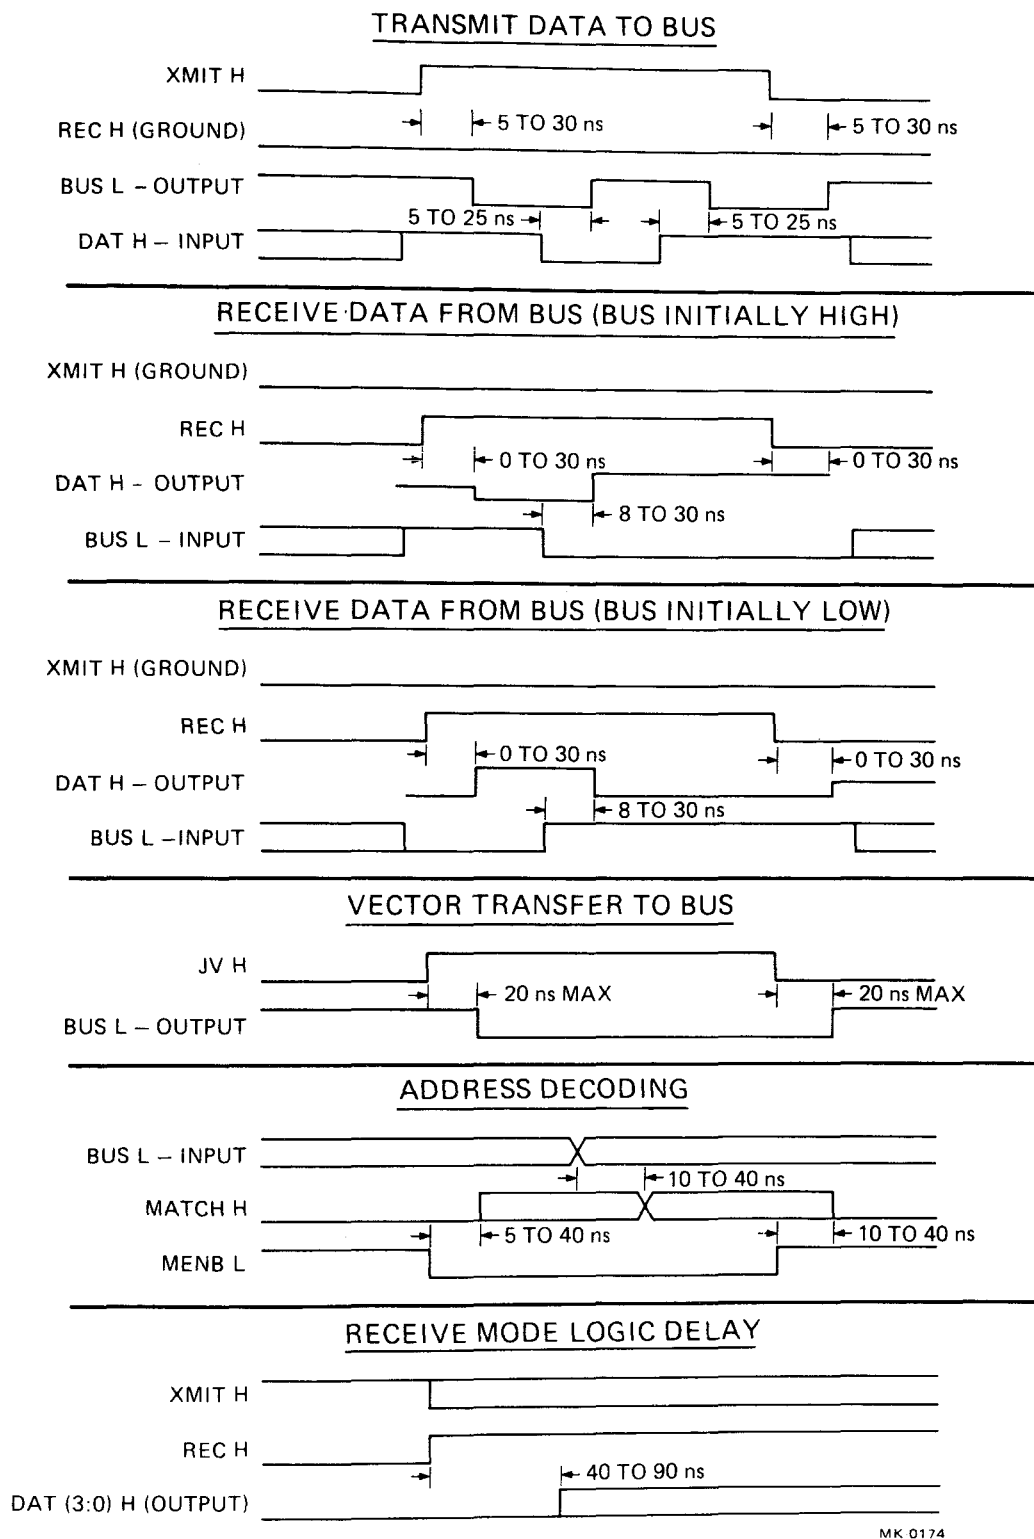 TRANSMIT DATA TO BUS
XMIT H
REC H (GROUND)
5 TO 30 ns
5 TO 30 ns
BUS L – OUTPUT
5 TO 25 ns
5 TO 25 ns
DAT H – INPUT
RECEIVE DATA FROM BUS (BUS INITIALLY HIGH)
XMIT H (GROUND)
REC H
0 TO 30 ns
0 TO 30 ns
DAT H – OUTPUT
8 TO 30 ns
BUS L – INPUT
RECEIVE DATA FROM BUS (BUS INITIALLY LOW)
XMIT H (GROUND)
REC H
0 TO 30 ns
0 TO 30 ns
DAT H – OUTPUT
8 TO 30 ns
BUS L – INPUT
VECTOR TRANSFER TO BUS
JV H
20 ns MAX
20 ns MAX
BUS L – OUTPUT
ADDRESS DECODING
BUS L – INPUT
10 TO 40 ns
MATCH H
5 TO 40 ns
10 TO 40 ns
MENB L
RECEIVE MODE LOGIC DELAY
XMIT H
REC H
40 TO 90 ns
DAT (3:0) H (OUTPUT)
MK 0174